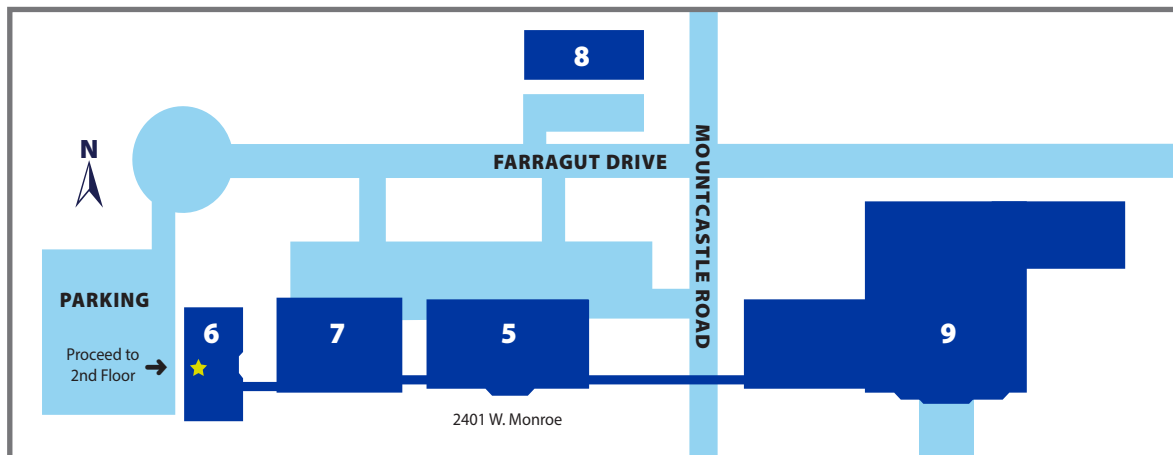 8
N
FARRAGUT DRIVE
MOUNTCASTLE ROAD
PARKING
6
7
5
9
Proceed to
2nd Floor
2401 W. Monroe